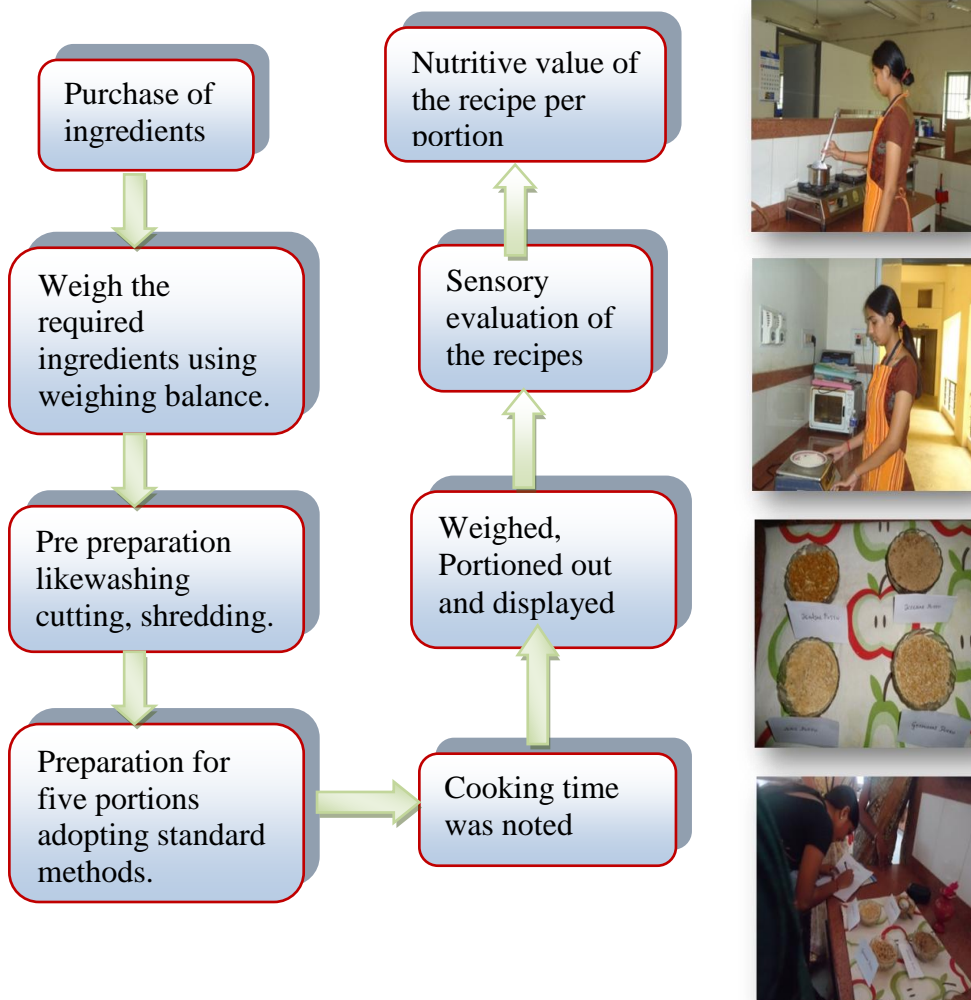 Purchase of
ingredients
Weigh the
required
ingredients using
weighing balance.
Pre preparation
likewashing
cutting, shredding.
Preparation for
five portions
adopting standard
methods.
Cooking time
was noted
Weighed,
Portioned out
and displayed
Sensory
evaluation of
the recipes
Nutritive value of
the recipe per
portion